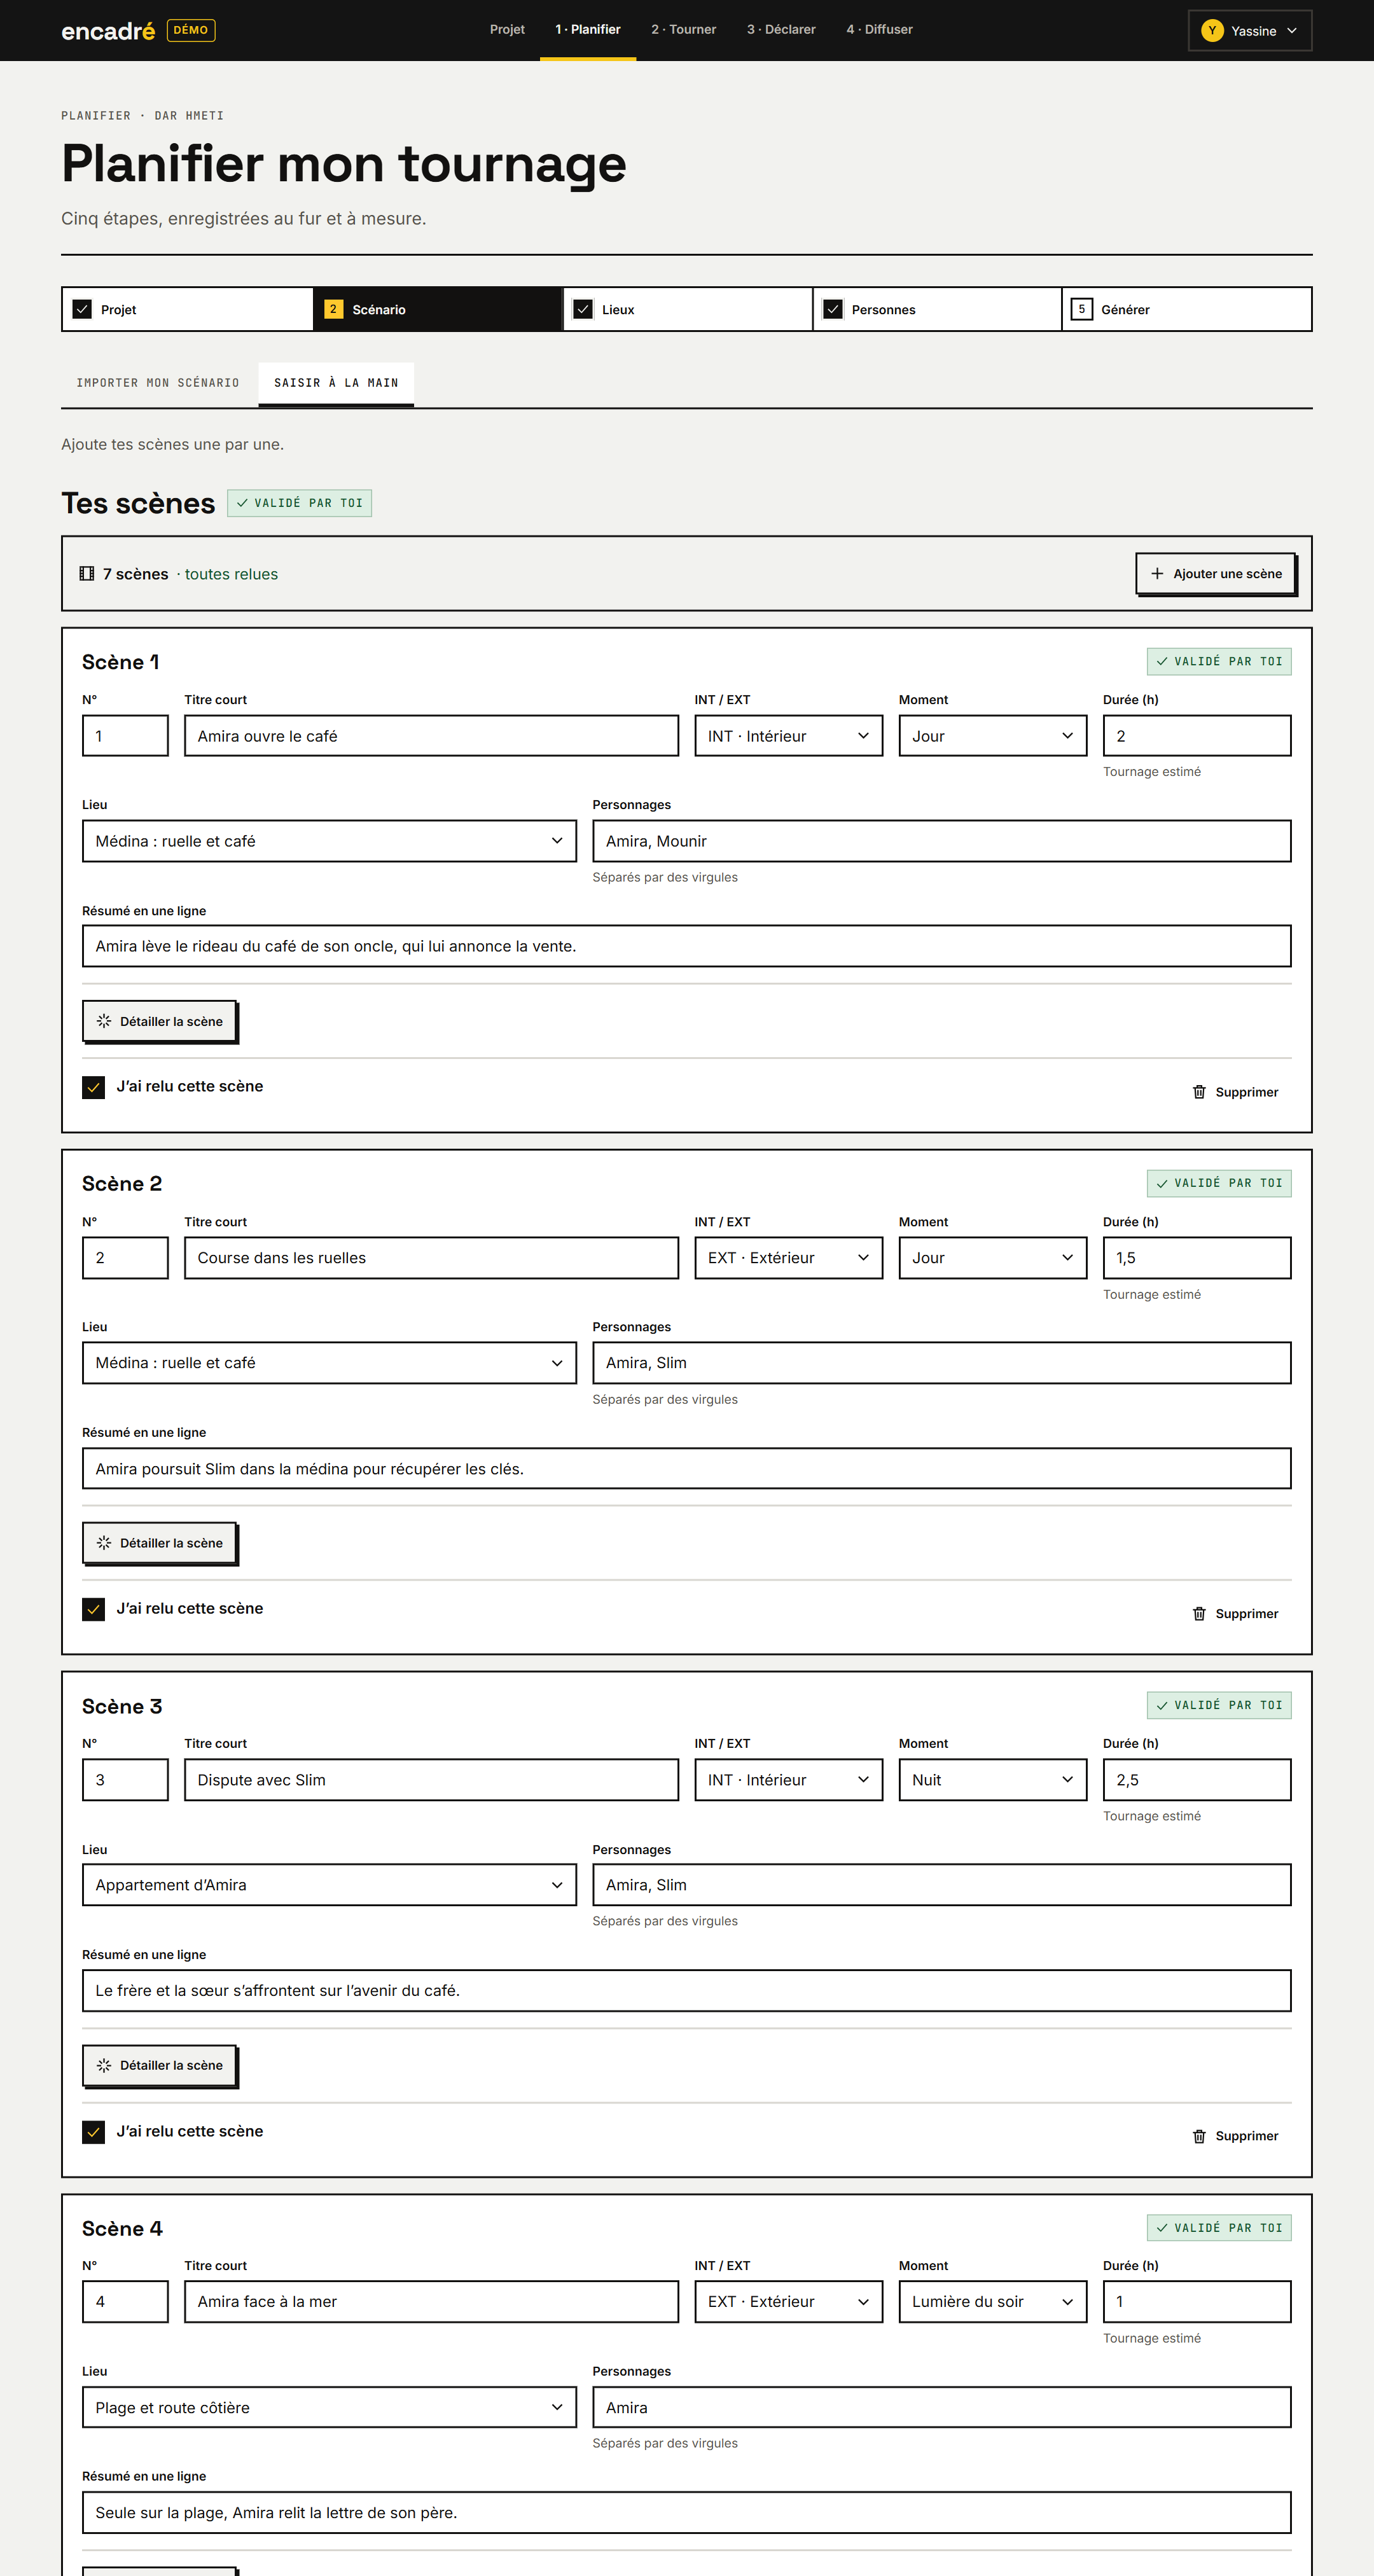 encadré DÉMO Projet 1 · Planifier 2 · Tourner 3 · Déclarer 4 · Diffuser Y Yassine
PLANIFIER · DAR HMETI
Planifier mon tournage
Cinq étapes, enregistrées au fur et à mesure.
Projet 2 Scénario Lieux Personnes 5 Générer
IMPORTER MON SCÉNARIO SAISIR À LA MAIN
Ajoute tes scènes une par une.
Tes scènes VALIDÉ PAR TOI
7 scènes · toutes relues Ajouter une scène
Scène 1 VALIDÉ PAR TOI
N° Titre court INT / EXT Moment Durée (h)
1 Amira ouvre le café INT · Intérieur Jour 2
Tournage estimé
Lieu Personnages
Médina : ruelle et café Amira, Mounir
Séparés par des virgules
Résumé en une ligne
Amira lève le rideau du café de son oncle, qui lui annonce la vente.
Détailler la scène
J’ai relu cette scène Supprimer
Scène 2 VALIDÉ PAR TOI
N° Titre court INT / EXT Moment Durée (h)
2 Course dans les ruelles EXT · Extérieur Jour 1,5
Tournage estimé
Lieu Personnages
Médina : ruelle et café Amira, Slim
Séparés par des virgules
Résumé en une ligne
Amira poursuit Slim dans la médina pour récupérer les clés.
Détailler la scène
J’ai relu cette scène Supprimer
Scène 3 VALIDÉ PAR TOI
N° Titre court INT / EXT Moment Durée (h)
3 Dispute avec Slim INT · Intérieur Nuit 2,5
Tournage estimé
Lieu Personnages
Appartement d’Amira Amira, Slim
Séparés par des virgules
Résumé en une ligne
Le frère et la sœur s’affrontent sur l’avenir du café.
Détailler la scène
J’ai relu cette scène Supprimer
Scène 4 VALIDÉ PAR TOI
N° Titre court INT / EXT Moment Durée (h)
4 Amira face à la mer EXT · Extérieur Lumière du soir 1
Tournage estimé
Lieu Personnages
Plage et route côtière Amira
Séparés par des virgules
Résumé en une ligne
Seule sur la plage, Amira relit la lettre de son père.